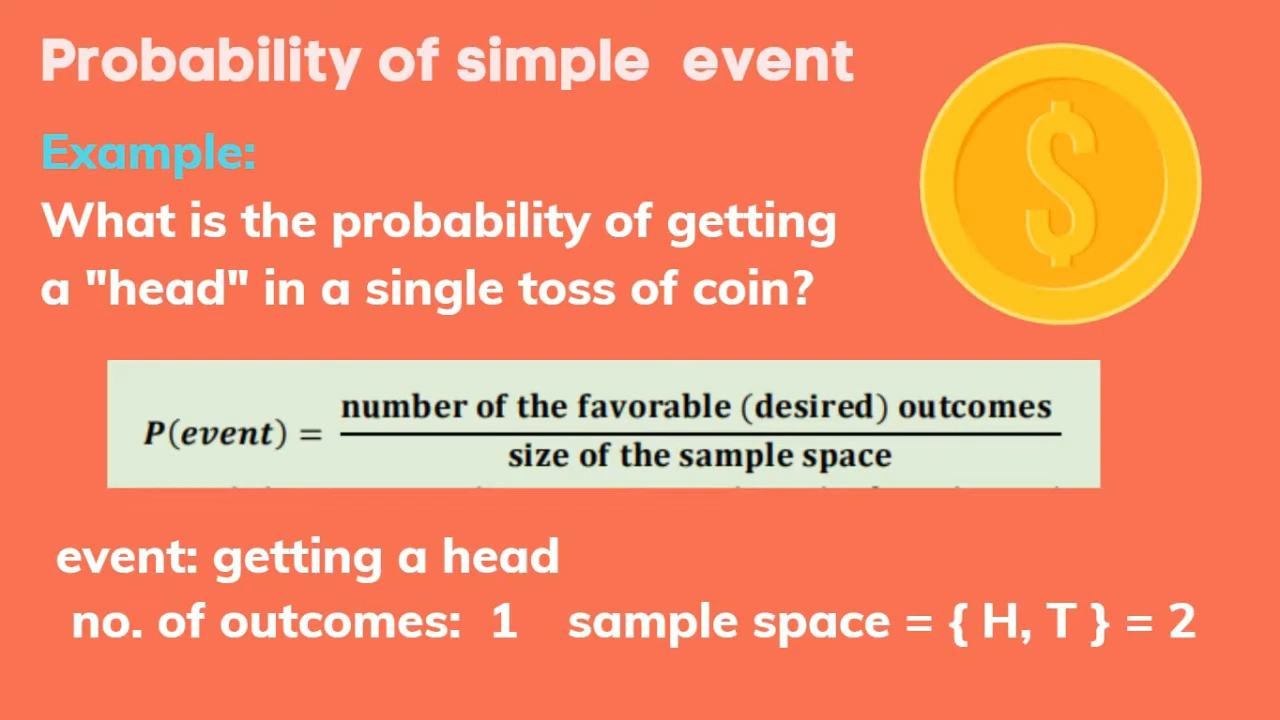 Probability of simple event
Example:
What is the probability of getting
a "head" in a single toss of coin?
$
P(event) = number of the favorable (desired) outcomes
size of the sample space
event: getting a head
no. of outcomes: 1 sample space = { H, T } = 2